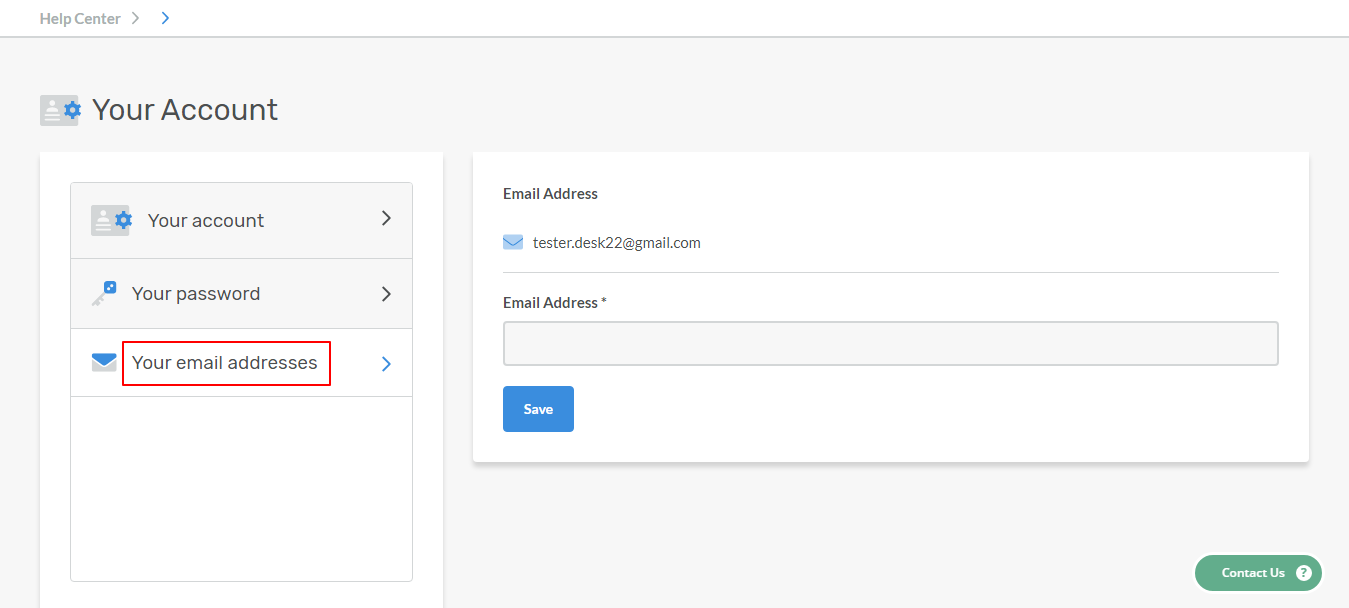 Help Center
Your Account
Your account
Your password
Your email addresses
Email Address
tester.desk22@gmail.com
Email Address *
Save
Contact Us ?